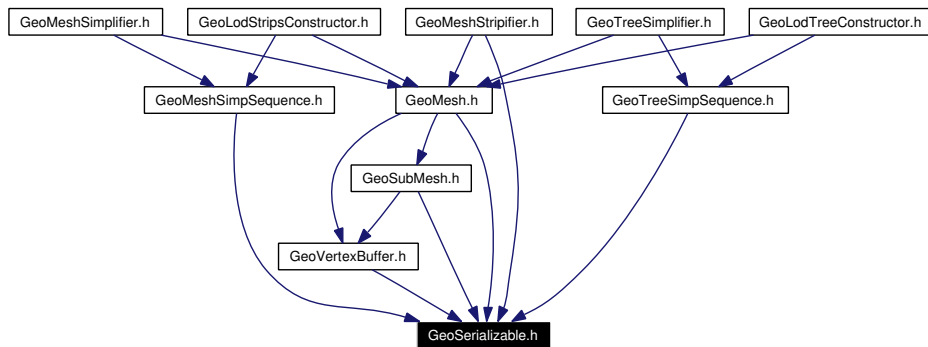 GeoMeshSimplifier.h
GeoLodStripsConstructor.h
GeoMeshStripifier.h
GeoTreeSimplifier.h
GeoLodTreeConstructor.h
GeoMeshSimpSequence.h
GeoMesh.h
GeoTreeSimpSequence.h
GeoSubMesh.h
GeoVertexBuffer.h
GeoSerializable.h